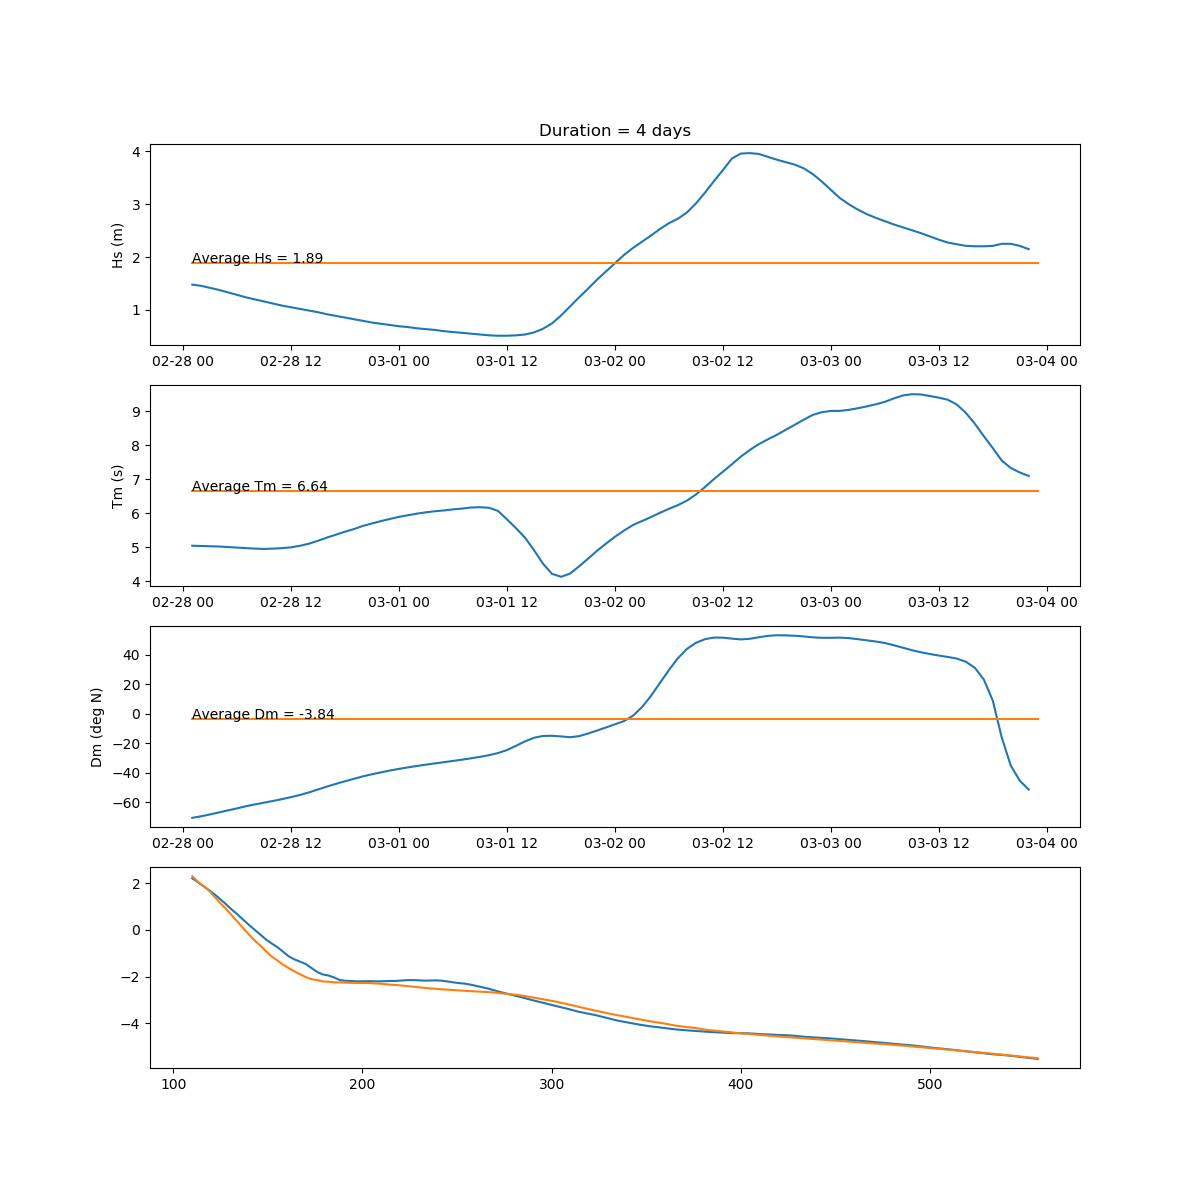 Duration = 4 days
4
3
2
1
Hs (m)
Average Hs = 1.89
02-28 00 02-28 12 03-01 00 03-01 12 03-02 00 03-02 12 03-03 00 03-03 12 03-04 00
9
8
7
6
5
4
Tm (s)
Average Tm = 6.64
02-28 00 02-28 12 03-01 00 03-01 12 03-02 00 03-02 12 03-03 00 03-03 12 03-04 00
40
20
0
−20
−40
−60
Dm (deg N)
Average Dm = -3.84
02-28 00 02-28 12 03-01 00 03-01 12 03-02 00 03-02 12 03-03 00 03-03 12 03-04 00
2
0
−2
−4
100 200 300 400 500